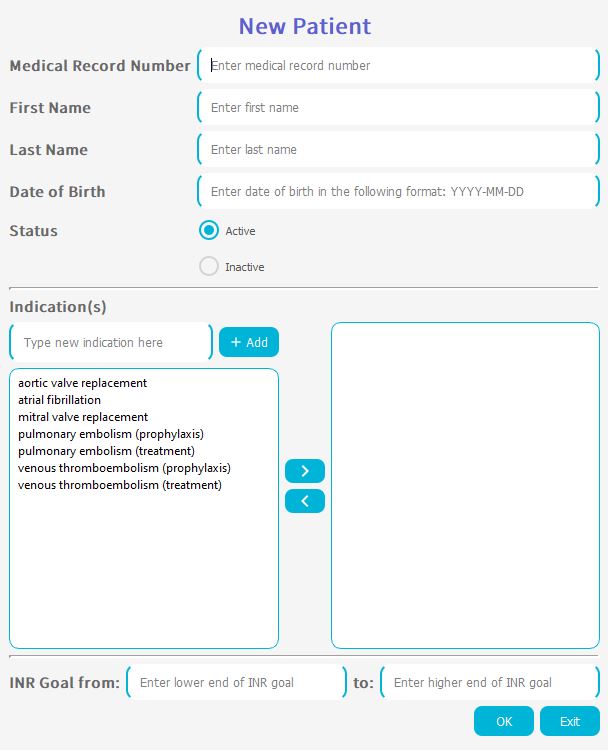 New Patient
Medical Record Number Enter medical record number
First Name Enter first name
Last Name Enter last name
Date of Birth Enter date of birth in the following format: YYYY-MM-DD
Status Active
Inactive
Indication(s)
Type new indication here + Add
aortic valve replacement
atrial fibrillation
mitral valve replacement
pulmonary embolism (prophylaxis)
pulmonary embolism (treatment)
venous thromboembolism (prophylaxis)
venous thromboembolism (treatment)
>
<
INR Goal from: Enter lower end of INR goal to: Enter higher end of INR goal
OK Exit